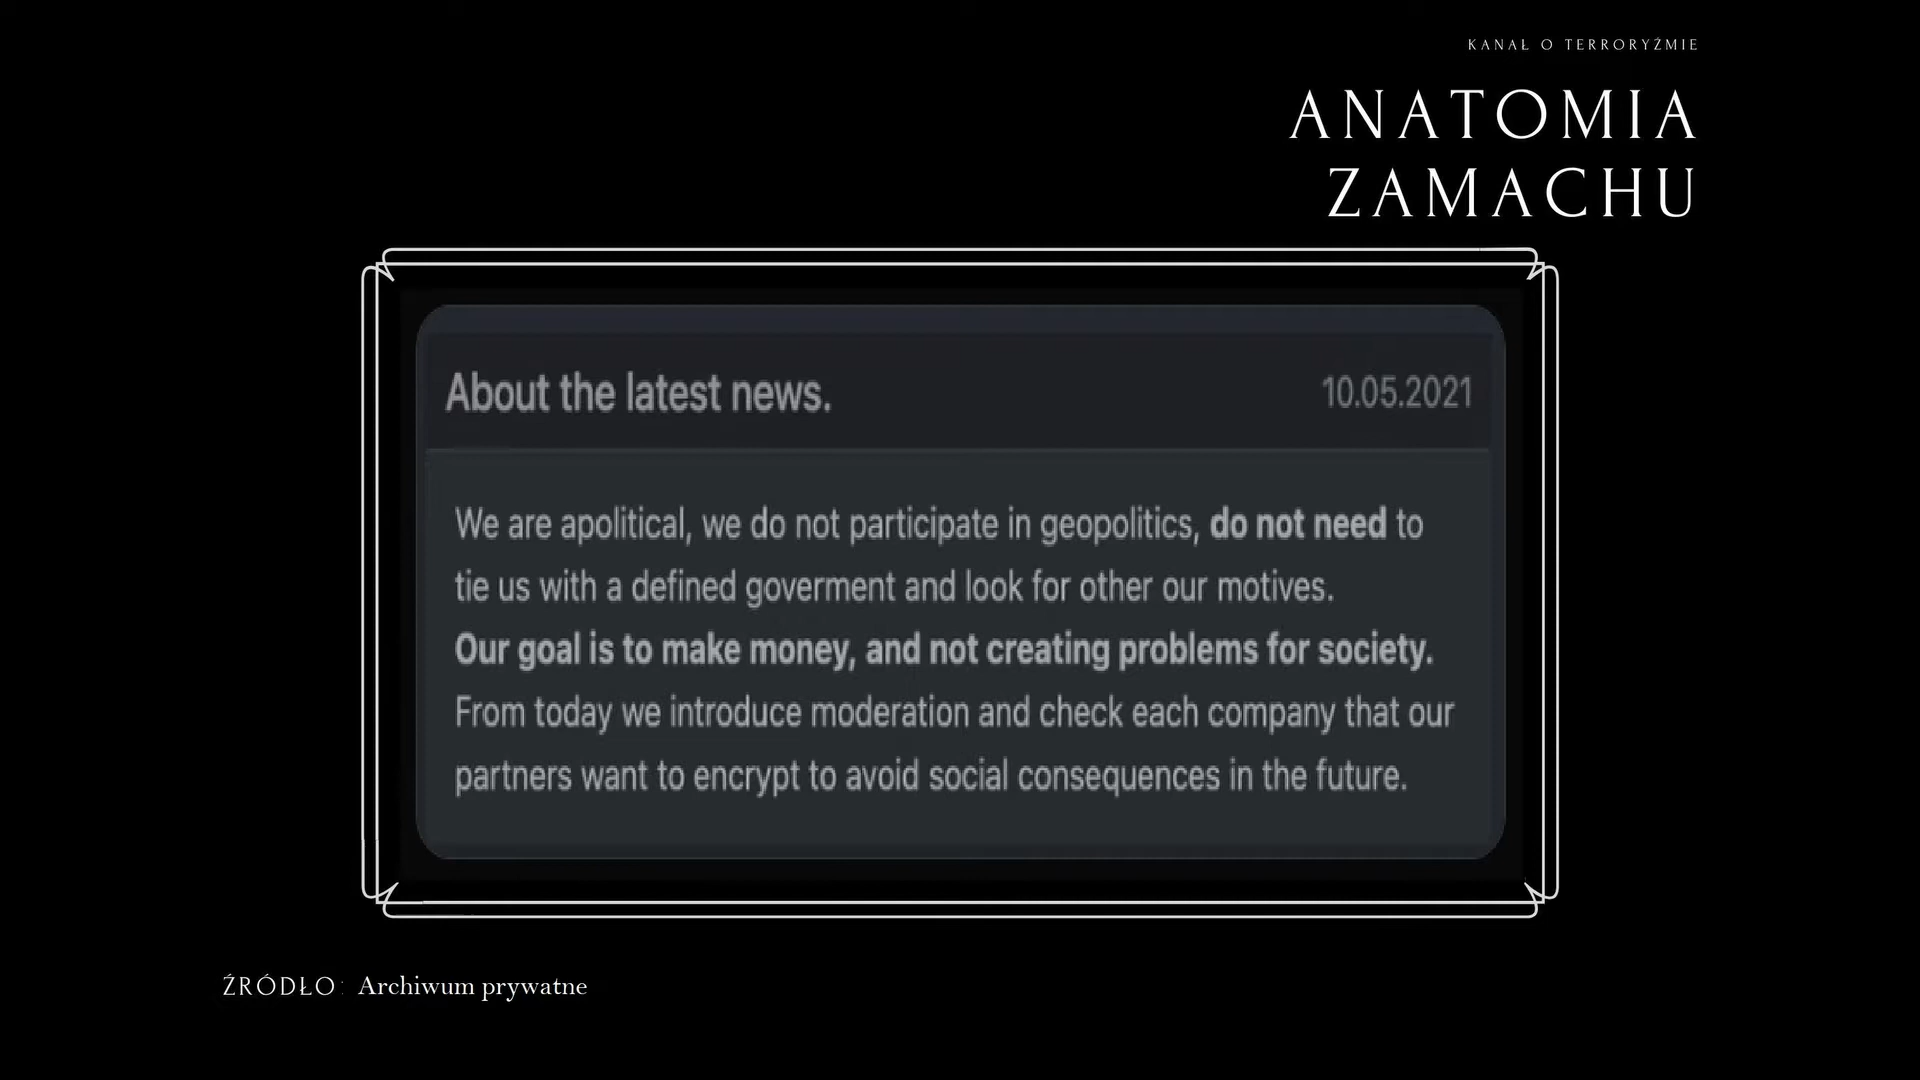 KANAŁ O TERRORYŹMIE
ANATOMIA
ZAMACHU
About the latest news.
10.05.2021
We are apolitical, we do not participate in geopolitics, do not need to
tie us with a defined goverment and look for other our motives.
Our goal is to make money, and not creating problems for society.
From today we introduce moderation and check each company that our
partners want to encrypt to avoid social consequences in the future.
ŹRÓDŁO: Archiwum prywatne